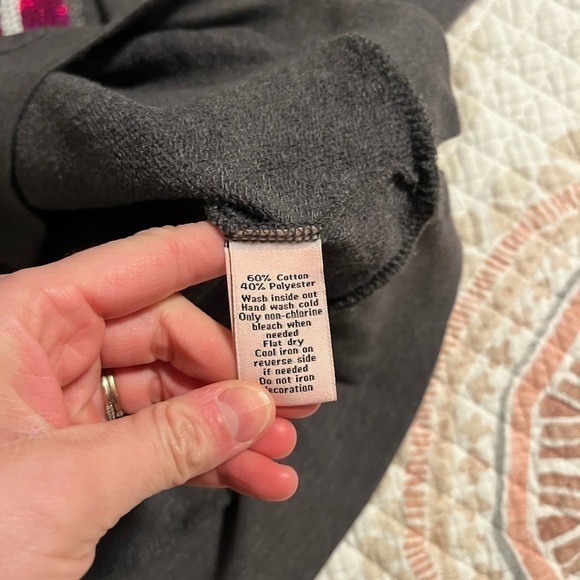 60% Cotton
40% Polyester
Wash inside out
Hand wash cold
Only non-chlorine
bleach when
needed
Flat dry
Cool iron on
reverse side
if needed
Do not iron
decoration